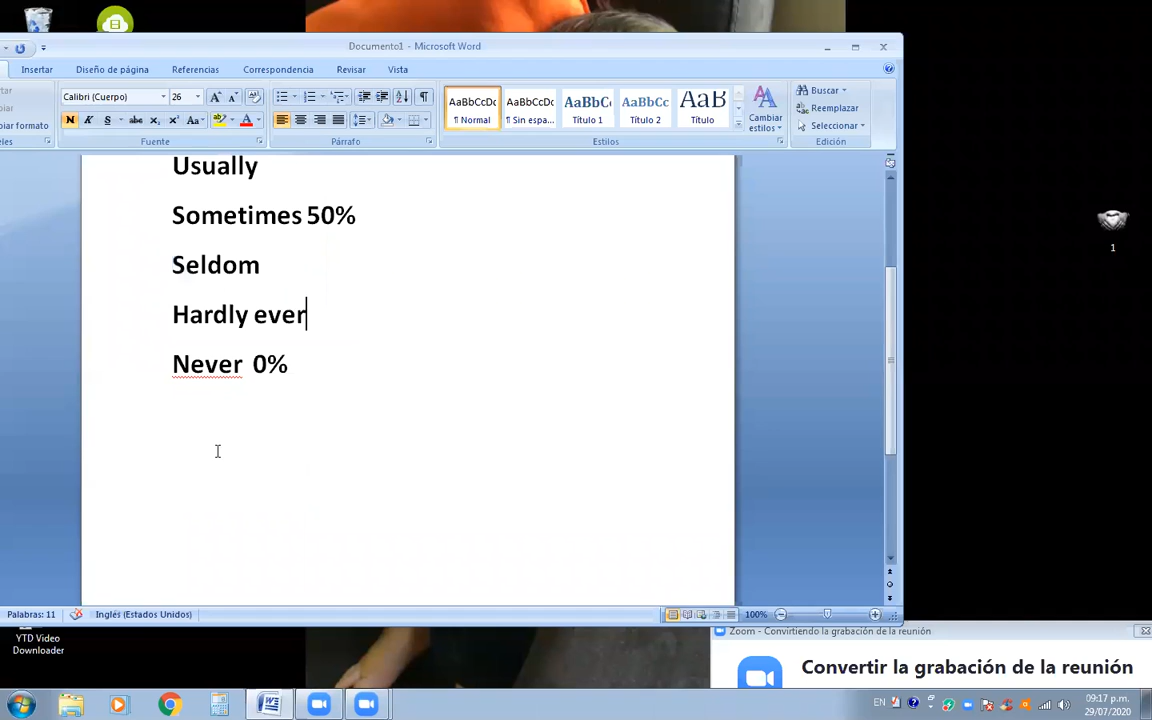 Documento1 - Microsoft Word
Insertar
Diseño de página
Referencias
Correspondencia
Revisar
Vista
Calibri (Cuerpo)
26
AaBbCcDc
AaBbCcDc
AaBbC
AaBbCc
¶ Normal
¶ Sin espa...
Título 1
Título 2
Título
Cambiar
estilos
Buscar
Reemplazar
Seleccionar
Fuente
Párrafo
Estilos
Edición
Usually
Sometimes 50%
Seldom
Hardly ever
Never 0%
1
Palabras: 11
Inglés (Estados Unidos)
100%
YTD Video
Downloader
Zoom - Convirtiendo la grabación de la reunión
Convertir la grabación de la reunión
EN
09:17 p.m.
29/07/2020